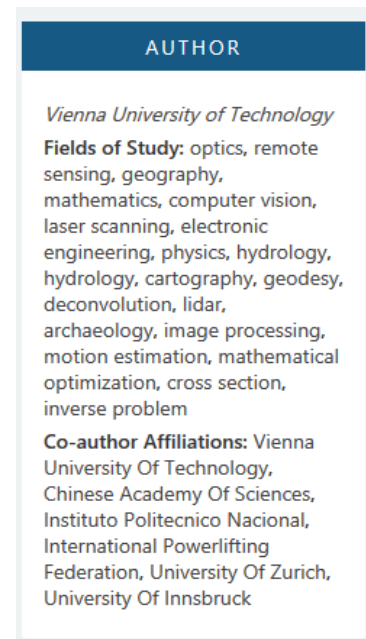 AUTHOR
Vienna University of Technology
Fields of Study: optics, remote
sensing, geography,
mathematics, computer vision,
laser scanning, electronic
engineering, physics, hydrology,
hydrology, cartography, geodesy,
deconvolution, lidar,
archaeology, image processing,
motion estimation, mathematical
optimization, cross section,
inverse problem
Co-author Affiliations: Vienna
University Of Technology,
Chinese Academy Of Sciences,
Instituto Politecnico Nacional,
International Powerlifting
Federation, University Of Zurich,
University Of Innsbruck